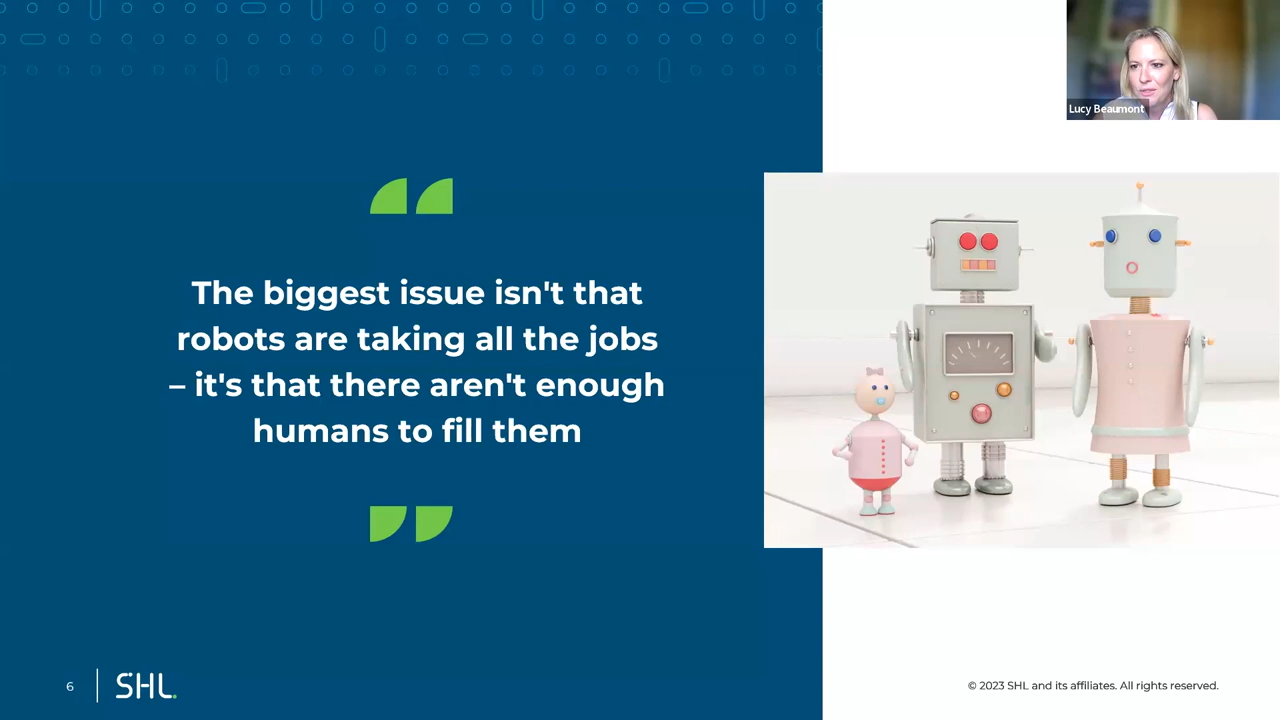 Lucy Beaumont
The biggest issue isn't that
robots are taking all the jobs
– it's that there aren't enough
humans to fill them
6
SHL.
© 2023 SHL and its affiliates. All rights reserved.